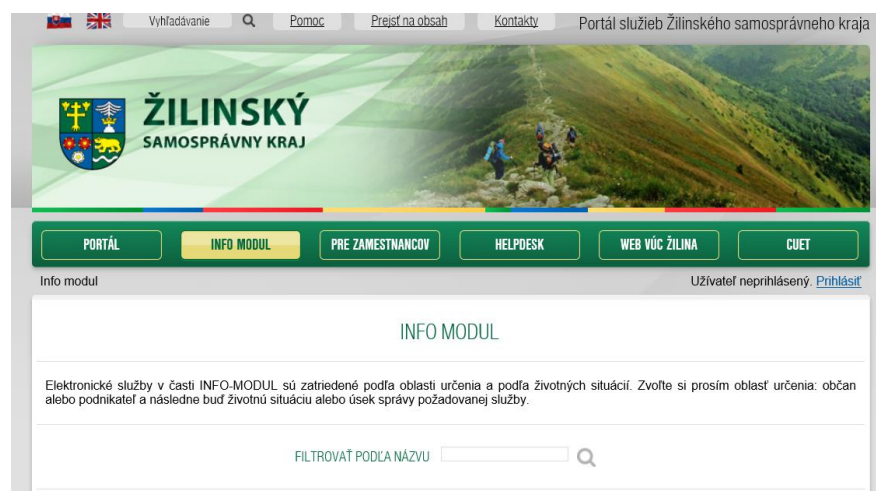 Vyhľadávanie Pomoc Prejsť na obsah Kontakty Portál služieb Žilinského samosprávneho kraja
ŽILINSKÝ
SAMOSPRÁVNY KRAJ
PORTÁL INFO MODUL PRE ZAMESTNANCOV HELPDESK WEB VÚC ŽILINA CUET
Info modul Užívateľ neprihlásený. Prihlásiť
INFO MODUL
Elektronické služby v časti INFO-MODUL sú zatriedené podľa oblasti určenia a podľa životných situácií. Zvoľte si prosím oblasť určenia: občan
alebo podnikateľ a následne buď životnú situáciu alebo úsek správy požadovanej služby.
FILTROVAŤ PODĽA NÁZVU